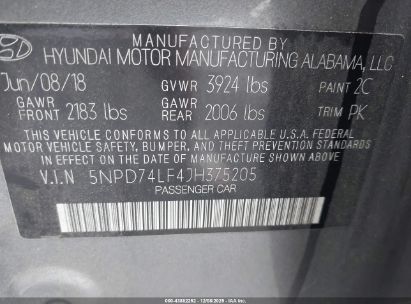 MANUFACTURED BY
HYUNDAI MOTOR MANUFACTURING ALABAMA, LLC
Jun/08/18 GVWR 3924 lbs PAINT 2C
GAWR FRONT 2183 lbs GAWR REAR 2006 lbs TRIM PK
THIS VEHICLE CONFORMS TO ALL APPLICABLE U.S.A. FEDERAL
MOTOR VEHICLE SAFETY, BUMPER, AND THEFT PREVENTION STANDARDS
IN EFFECT ON THE DATE OF MANUFACTURE SHOWN ABOVE.
V.I.N 5NPD74LF4JH375205
PASSENGER CAR